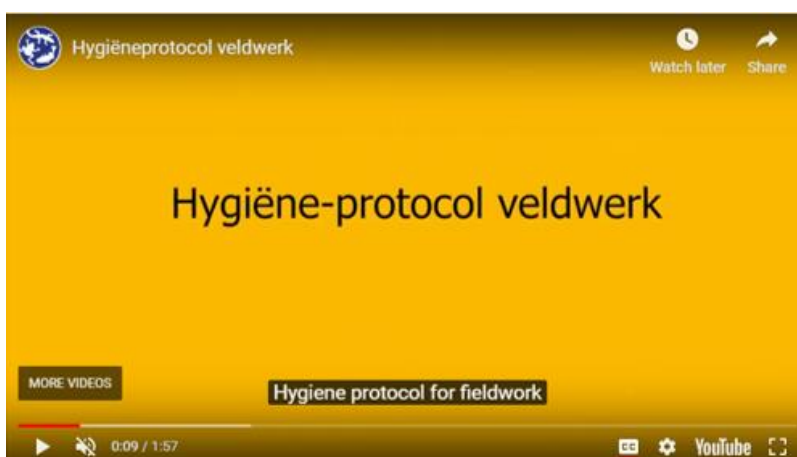 Hygiëneprotocol veldwerk
Watch later
Share
Hygiëne-protocol veldwerk
MORE VIDEOS
Hygiene protocol for fieldwork
0:09 / 1:57
CC
YouTube